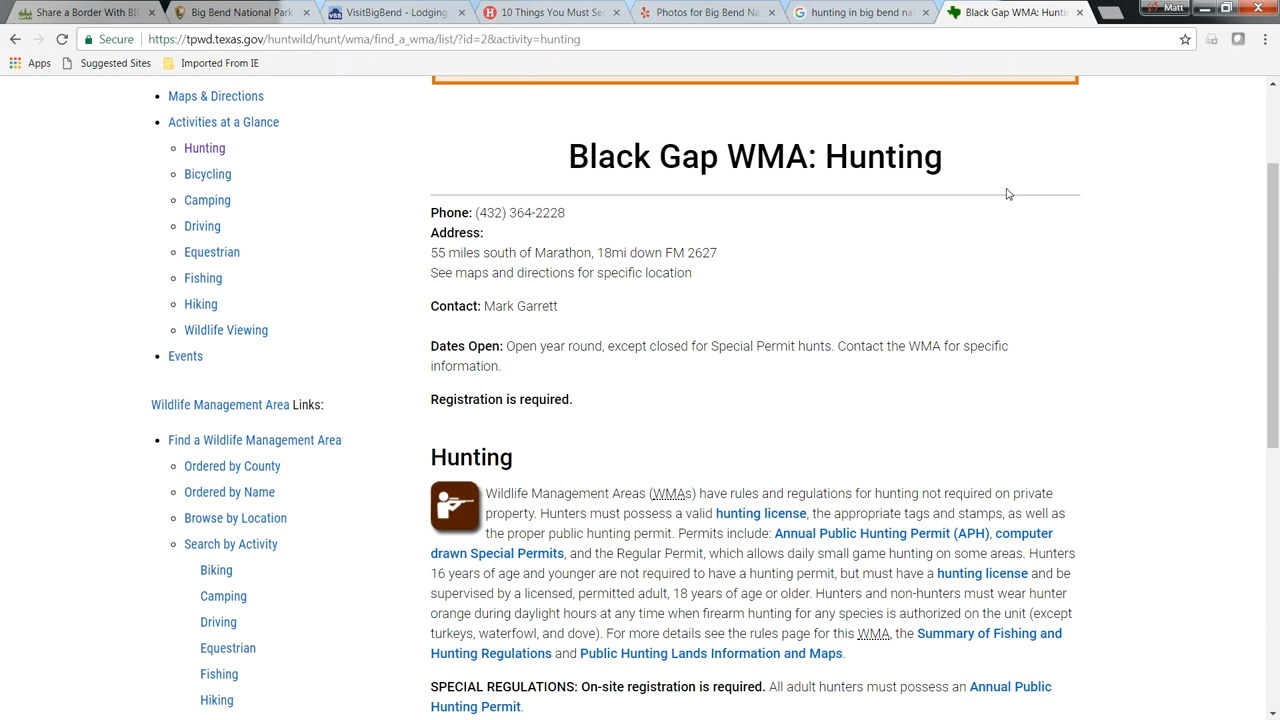 Share a Border With BI
Big Bend National Park
VisitBigBend - Lodging,
10 Things You Must Se
Photos for Big Bend Na
hunting in big bend na
Black Gap WMA: Hunti
Matt
Secure
https://tpwd.texas.gov/huntwild/hunt/wma/find_a_wma/list/?id=2&activity=hunting
Apps
Suggested Sites
Imported From IE
Maps & Directions
Activities at a Glance
Hunting
Bicycling
Camping
Driving
Equestrian
Fishing
Hiking
Wildlife Viewing
Events
Wildlife Management Area Links:
Find a Wildlife Management Area
Ordered by County
Ordered by Name
Browse by Location
Search by Activity
Biking
Camping
Driving
Equestrian
Fishing
Hiking
Black Gap WMA: Hunting
Phone: (432) 364-2228
Address:
55 miles south of Marathon, 18mi down FM 2627
See maps and directions for specific location
Contact: Mark Garrett
Dates Open: Open year round, except closed for Special Permit hunts. Contact the WMA for specific
information.
Registration is required.
Hunting
Wildlife Management Areas (WMAs) have rules and regulations for hunting not required on private
property. Hunters must possess a valid hunting license, the appropriate tags and stamps, as well as
the proper public hunting permit. Permits include: Annual Public Hunting Permit (APH), computer
drawn Special Permits, and the Regular Permit, which allows daily small game hunting on some areas. Hunters
16 years of age and younger are not required to have a hunting permit, but must have a hunting license and be
supervised by a licensed, permitted adult, 18 years of age or older. Hunters and non-hunters must wear hunter
orange during daylight hours at any time when firearm hunting for any species is authorized on the unit (except
turkeys, waterfowl, and dove). For more details see the rules page for this WMA, the Summary of Fishing and
Hunting Regulations and Public Hunting Lands Information and Maps.
SPECIAL REGULATIONS: On-site registration is required. All adult hunters must possess an Annual Public
Hunting Permit.